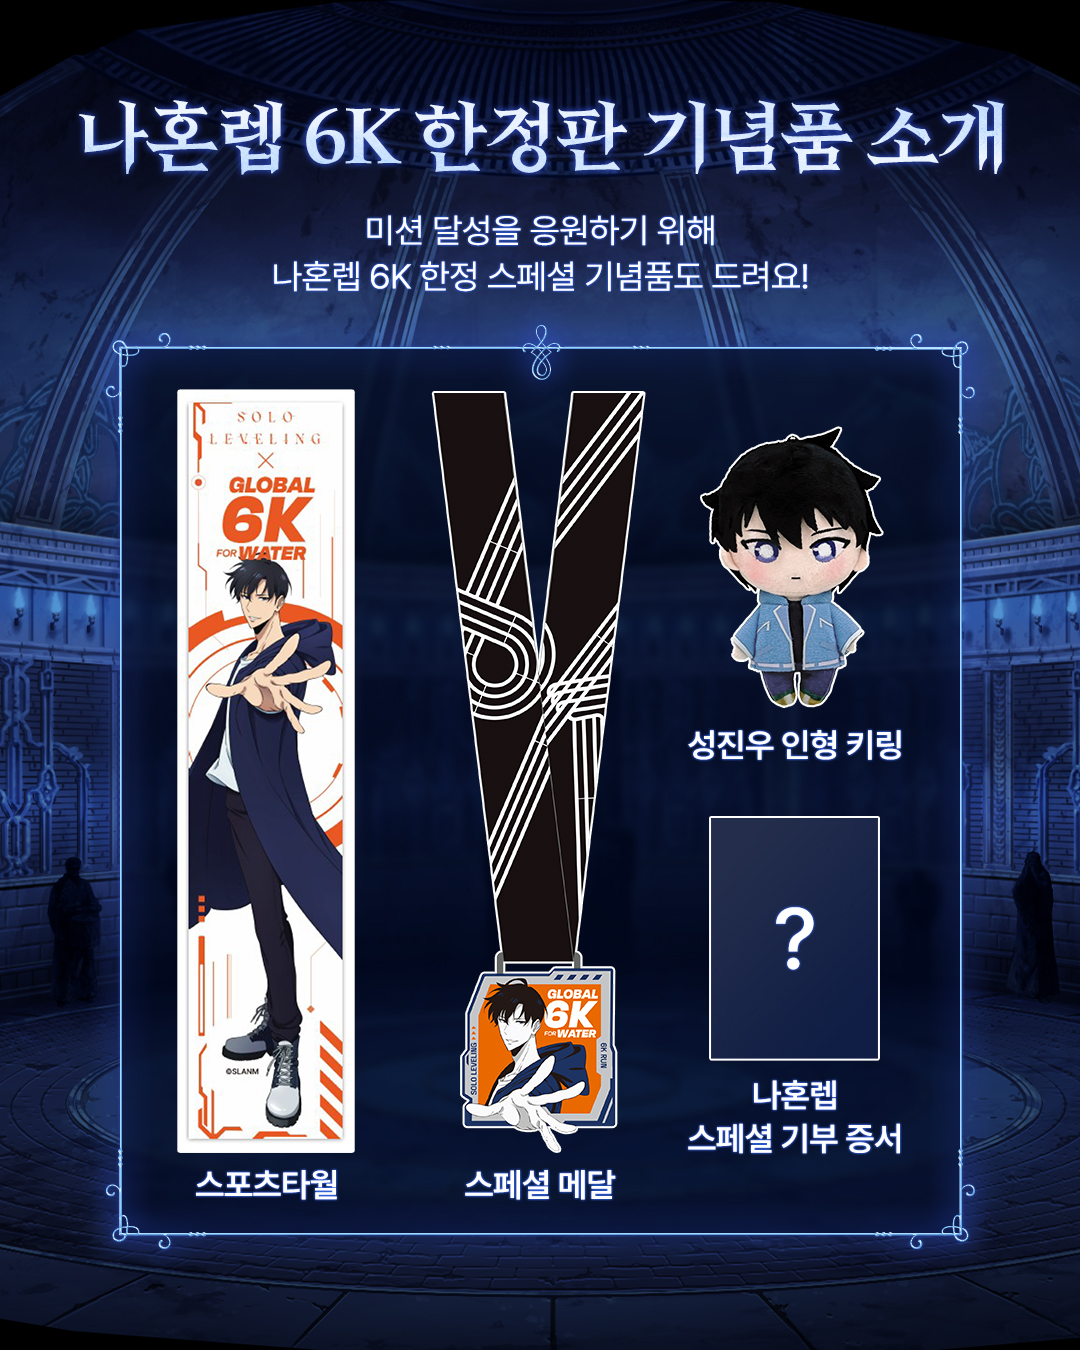 나혼렙 6K 한정판 기념품 소개
미션 달성을 응원하기 위해
나혼렙 6K 한정 스페셜 기념품도 드려요!
SOLO
LEVELING
×
GLOBAL
6K
FOR WATER
©SLANM
스포츠타월
GLOBAL
6K
FOR WATER
SOLO LEVELING
6K RUN
스페셜 메달
성진우 인형 키링
?
나혼렙
스페셜 기부 증서